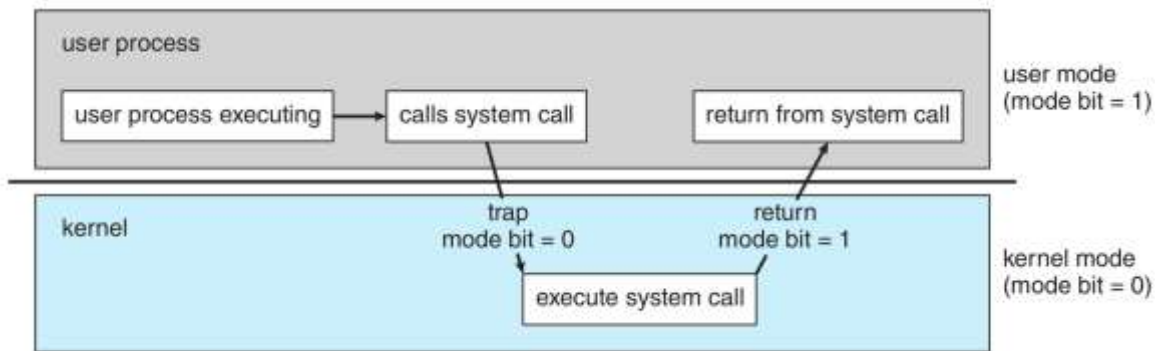 user process
user process executing
calls system call
return from system call
user mode
(mode bit = 1)
kernel
trap
mode bit = 0
return
mode bit = 1
execute system call
kernel mode
(mode bit = 0)